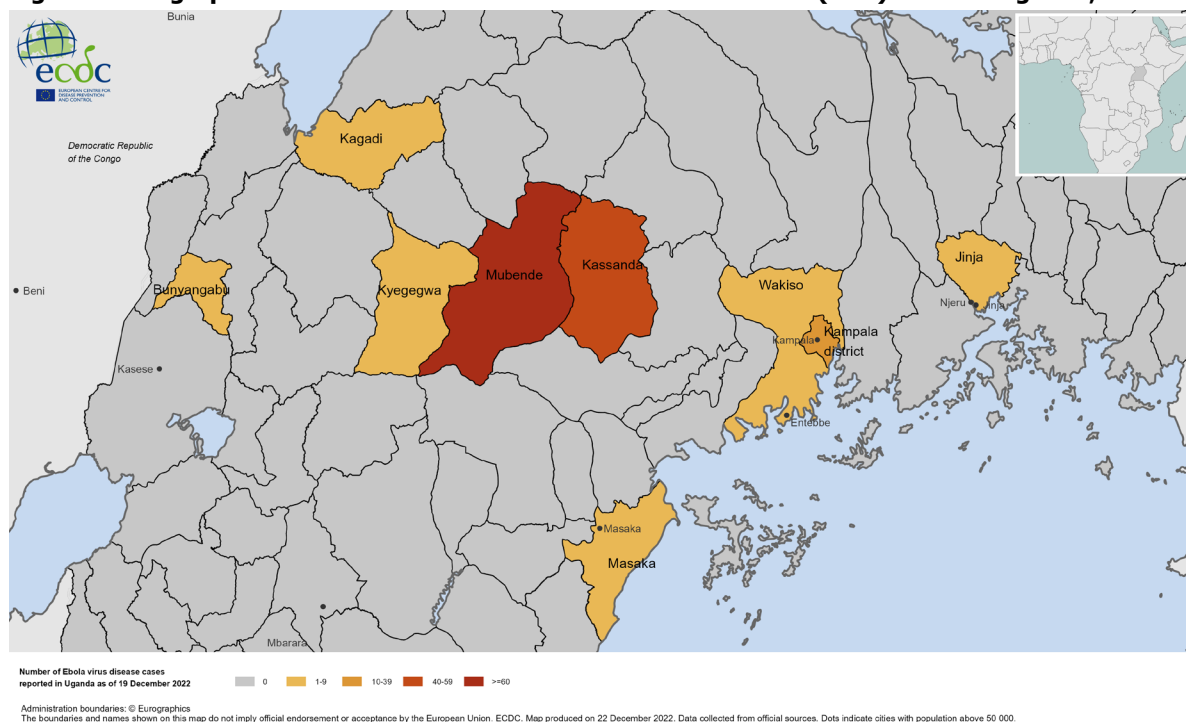 Bunia
ecdc
EUROPEAN CENTRE FOR
DISEASE PREVENTION
AND CONTROL
Democratic Republic
of the Congo
Kagadi
Beni
Bunyangabu
Kyegegwa
Mubende
Kassanda
Wakiso
Jinja
Njeru
Jinja
Kampala
Kampala
district
Kasese
Entebbe
Masaka
Masaka
Mbarara
Number of Ebola virus disease cases
reported in Uganda as of 19 December 2022
0
1-9
10-39
40-59
>=60
Administration boundaries: © Eurographics
The boundaries and names shown on this map do not imply official endorsement or acceptance by the European Union. ECDC. Map produced on 22 December 2022. Data collected from official sources. Dots indicate cities with population above 50 000.